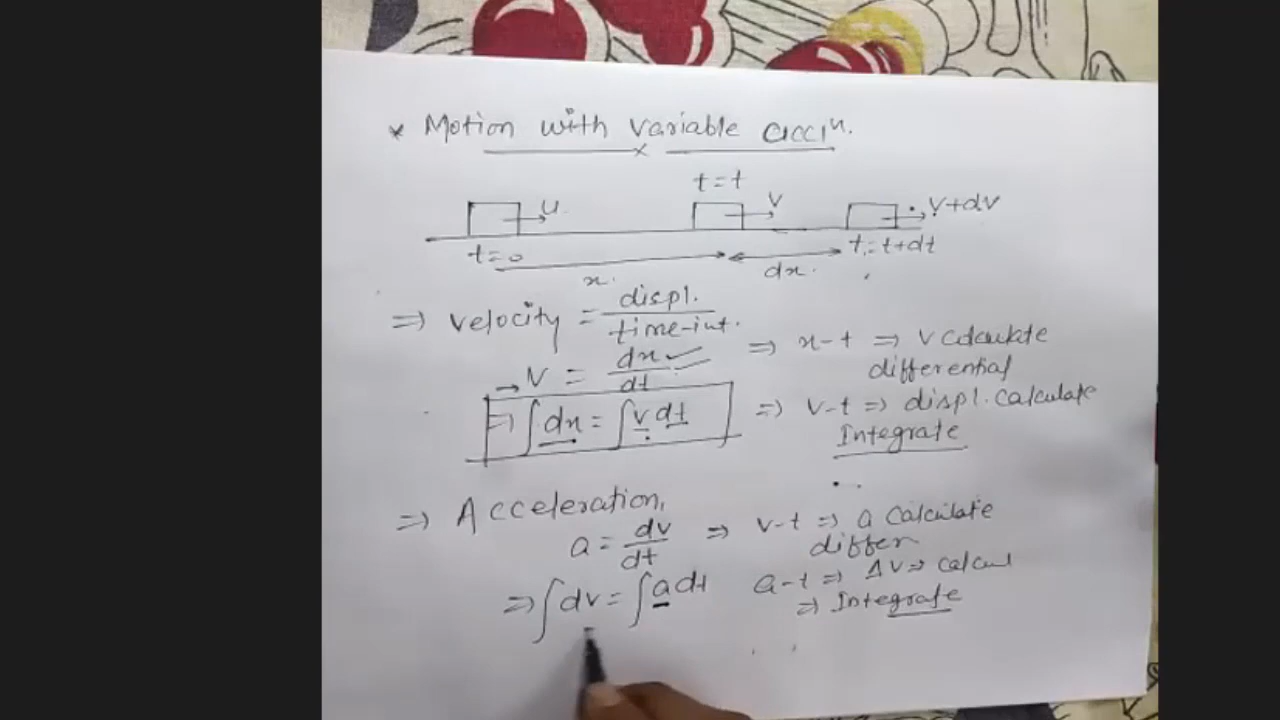 * Motion with variable accⁿ.
t=t
u v v+dv
t=0 t=t+dt
x dx.
⇒ velocity = displ./time-int.
→ v = dx/dt ✓ ⇒ x-t ⇒ v calculate
differential
⇒ ∫dx = ∫v dt ⇒ v-t ⇒ displ. calculate
Integrate
⇒ Acceleration,
a = dv/dt ⇒ v-t ⇒ a calculate
differ
⇒ ∫dv = ∫a dt a-t ⇒ Δv ⇒ calcul
⇒ Integrate